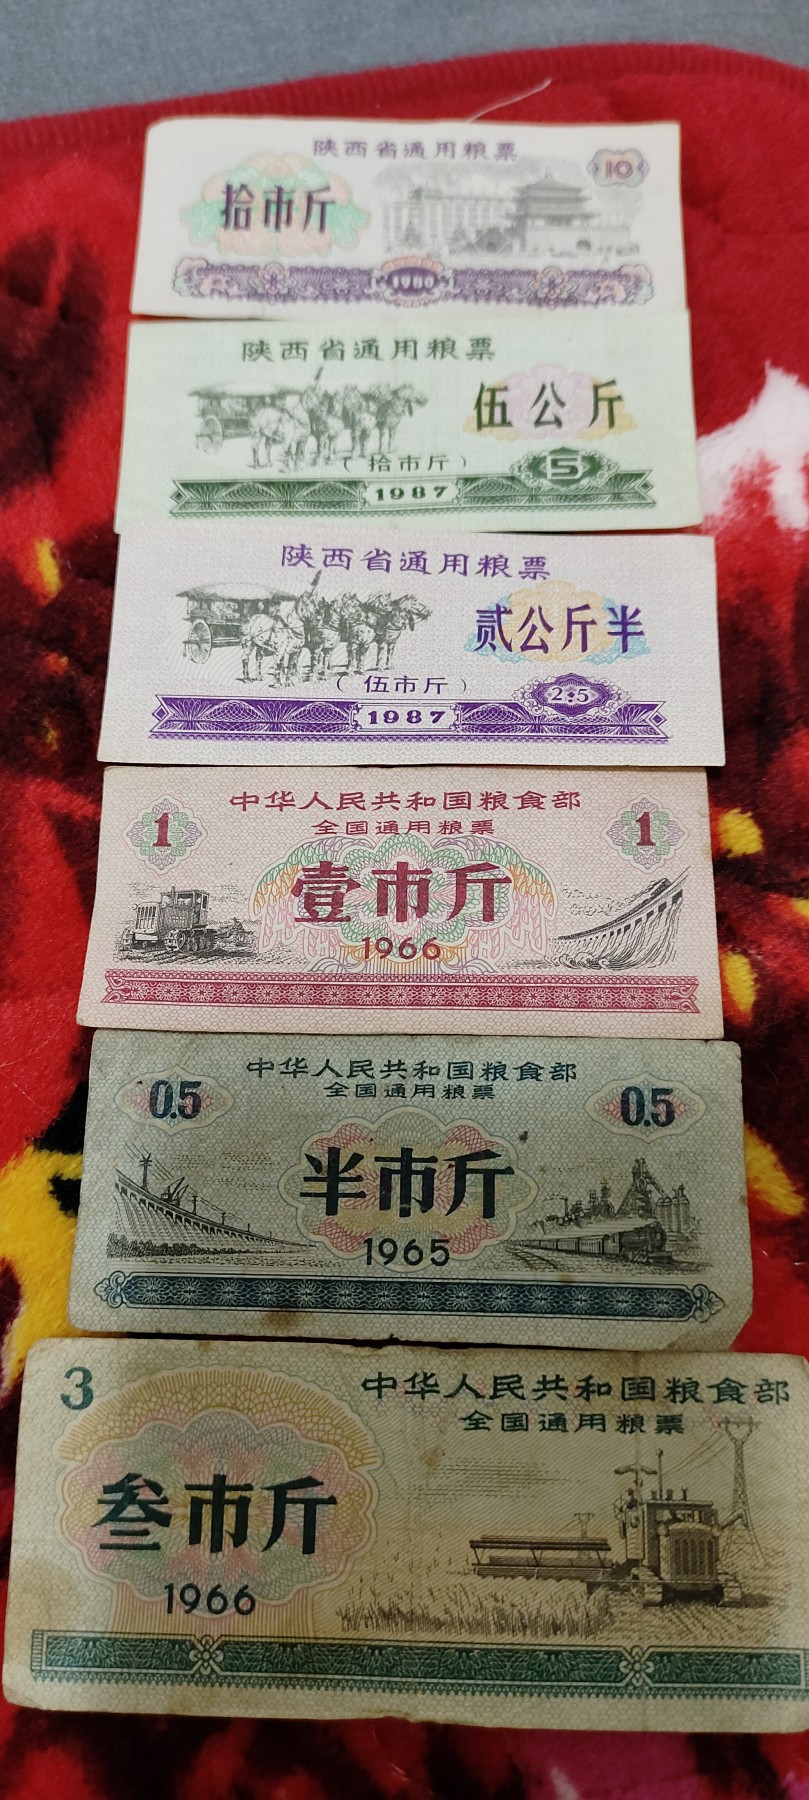 陕西省通用粮票
10
拾市斤
1980
陕西省通用粮票
伍公斤
(拾市斤)
5
1987
陕西省通用粮票
贰公斤半
(伍市斤)
2.5
1987
中华人民共和国粮食部
全国通用粮票
1
1
壹市斤
1966
中华人民共和国粮食部
全国通用粮票
0.5
0.5
半市斤
1965
3
中华人民共和国粮食部
全国通用粮票
叁市斤
1966